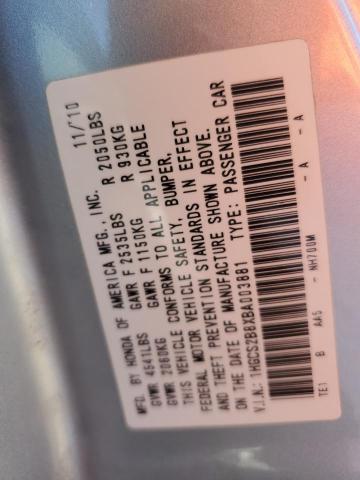 MFD. BY HONDA OF AMERICA MFG., INC. 11/10
GVWR 4541LBS GAWR F 2535LBS R 2050LBS
GVWR 2060KG GAWR F 1150KG R 930KG
THIS VEHICLE CONFORMS TO ALL APPLICABLE
FEDERAL MOTOR VEHICLE SAFETY, BUMPER,
AND THEFT PREVENTION STANDARDS IN EFFECT
ON THE DATE OF MANUFACTURE SHOWN ABOVE.
V.I.N.: 1HGCS2B8XBA003881 TYPE: PASSENGER CAR
TE1 B AA5 - NH700M - A - A